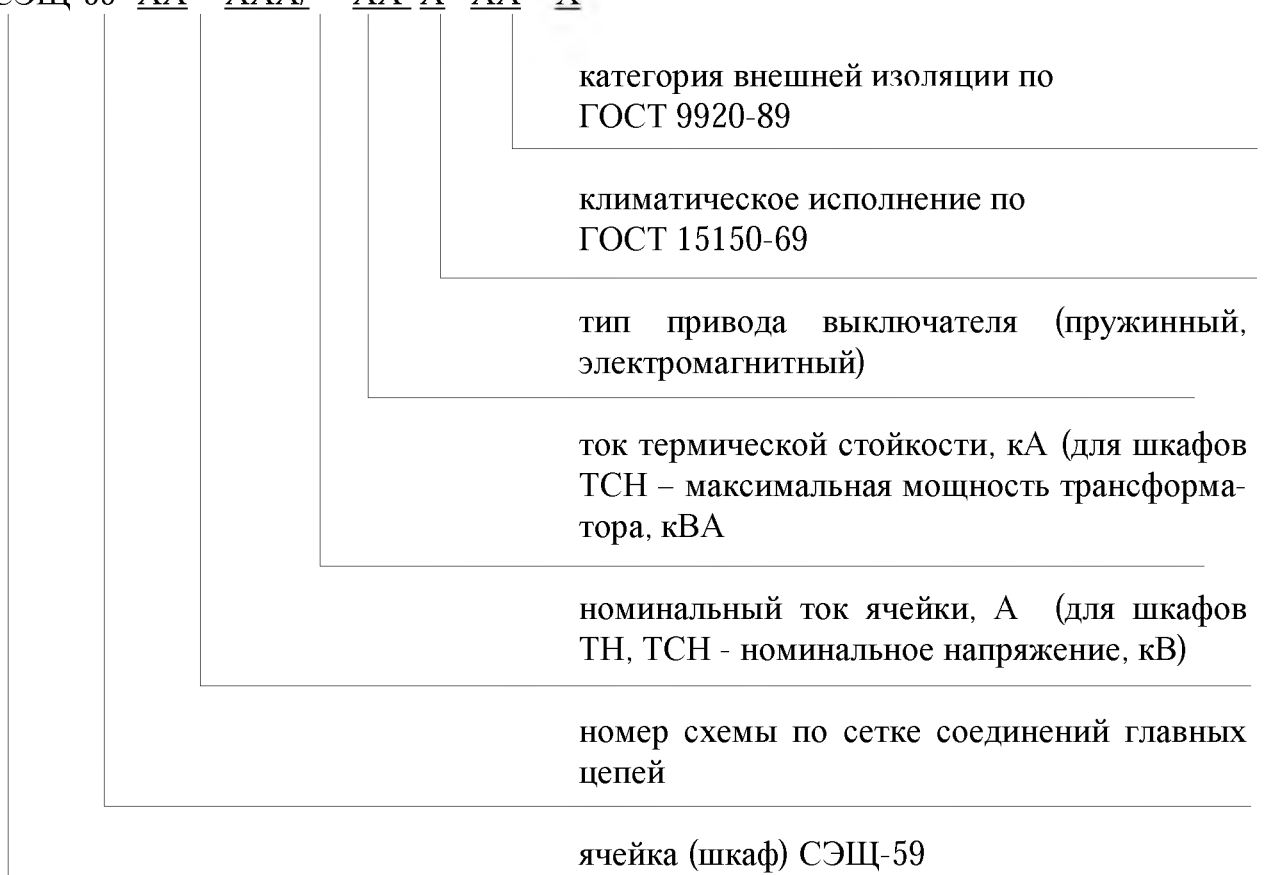 категория внешней изоляции по
ГОСТ 9920-89
климатическое исполнение по
ГОСТ 15150-69
тип привода выключателя (пружинный,
электромагнитный)
ток термической стойкости, кА (для шкафов
ТСН – максимальная мощность трансформа-
тора, кВА
номинальный ток ячейки, А (для шкафов
ТН, ТСН - номинальное напряжение, кВ)
номер схемы по сетке соединений главных
цепей
ячейка (шкаф) СЭЩ-59